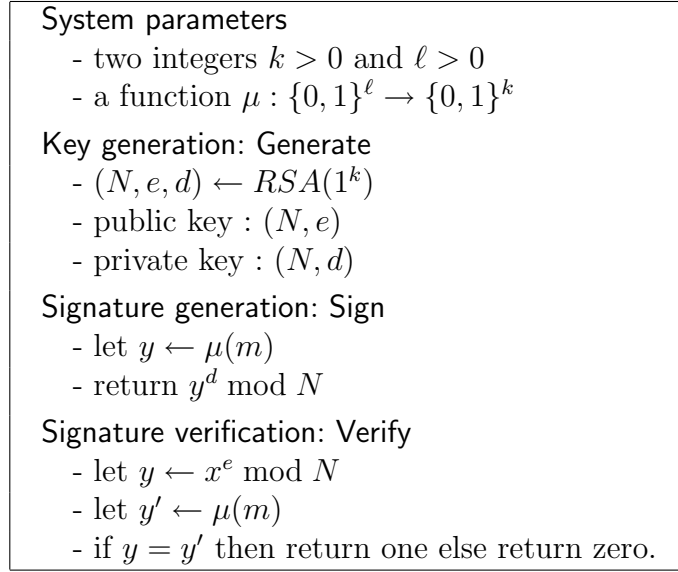 System parameters
- two integers k > 0 and ℓ > 0
- a function μ : {0, 1}^ℓ → {0, 1}^k
Key generation: Generate
- (N, e, d) ← RSA(1^k)
- public key : (N, e)
- private key : (N, d)
Signature generation: Sign
- let y ← μ(m)
- return y^d mod N
Signature verification: Verify
- let y ← x^e mod N
- let y′ ← μ(m)
- if y = y′ then return one else return zero.